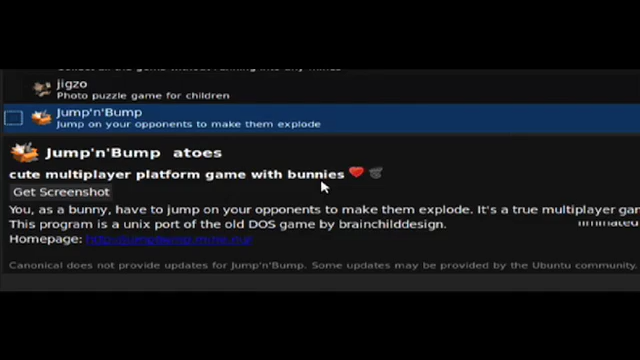 jigzo
Photo puzzle game for children
Jump'n'Bump
Jump on your opponents to make them explode
Jump'n'Bump atoes
cute multiplayer platform game with bunnies
Get Screenshot
You, as a bunny, have to jump on your opponents to make them explode. It's a true multiplayer gam
This program is a unix port of the old DOS game by brainchilddesign.
Homepage:
Canonical does not provide updates for Jump'n'Bump. Some updates may be provided by the Ubuntu community.